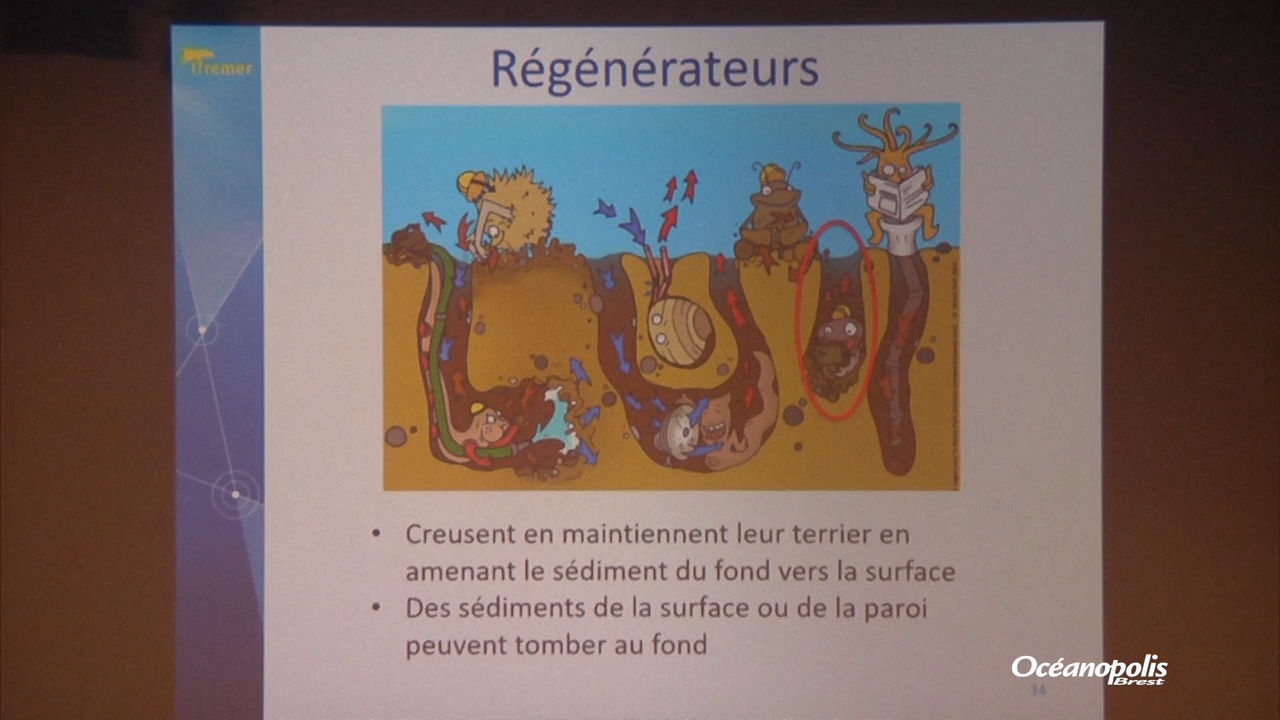 ifremer
Régénérateurs
• Creusent en maintiennent leur terrier en
amenant le sédiment du fond vers la surface
• Des sédiments de la surface ou de la paroi
peuvent tomber au fond
Océanopolis
Brest
34